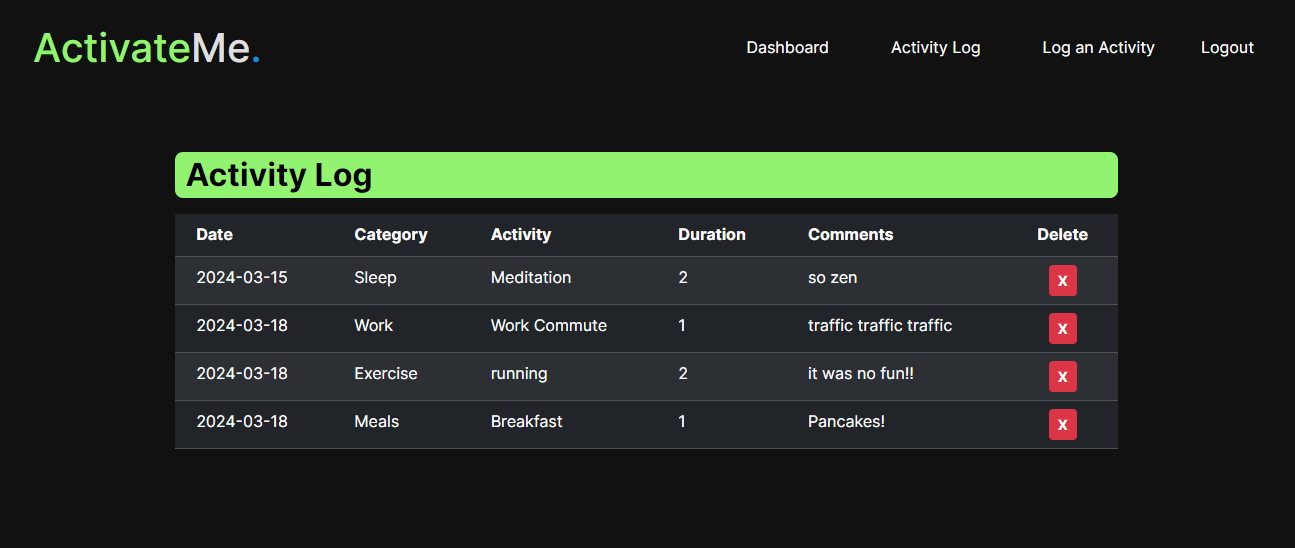 ActivateMe. Dashboard Activity Log Log an Activity Logout
Activity Log
Date Category Activity Duration Comments Delete
2024-03-15 Sleep Meditation 2 so zen X
2024-03-18 Work Work Commute 1 traffic traffic traffic X
2024-03-18 Exercise running 2 it was no fun!! X
2024-03-18 Meals Breakfast 1 Pancakes! X